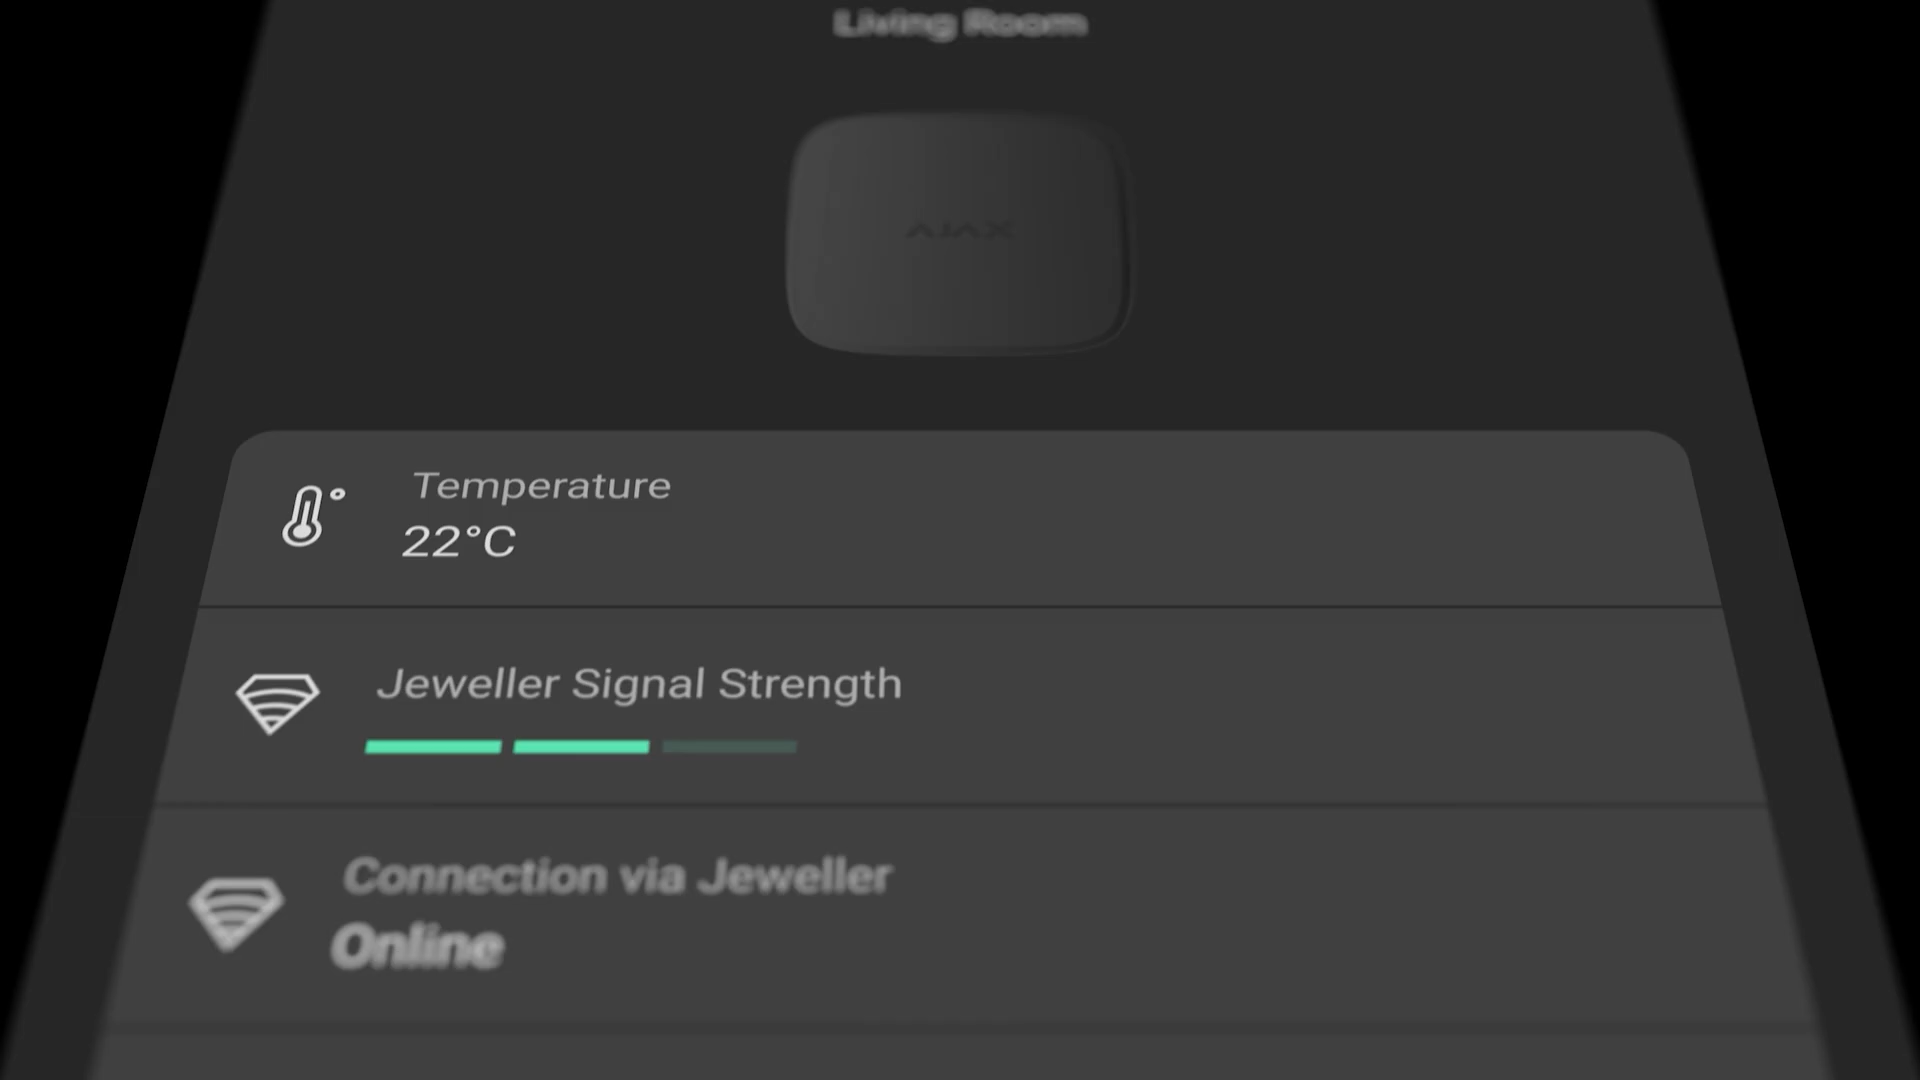 Living Room
AJAX
Temperature
22°C
Jeweller Signal Strength
Connection via Jeweller
Online